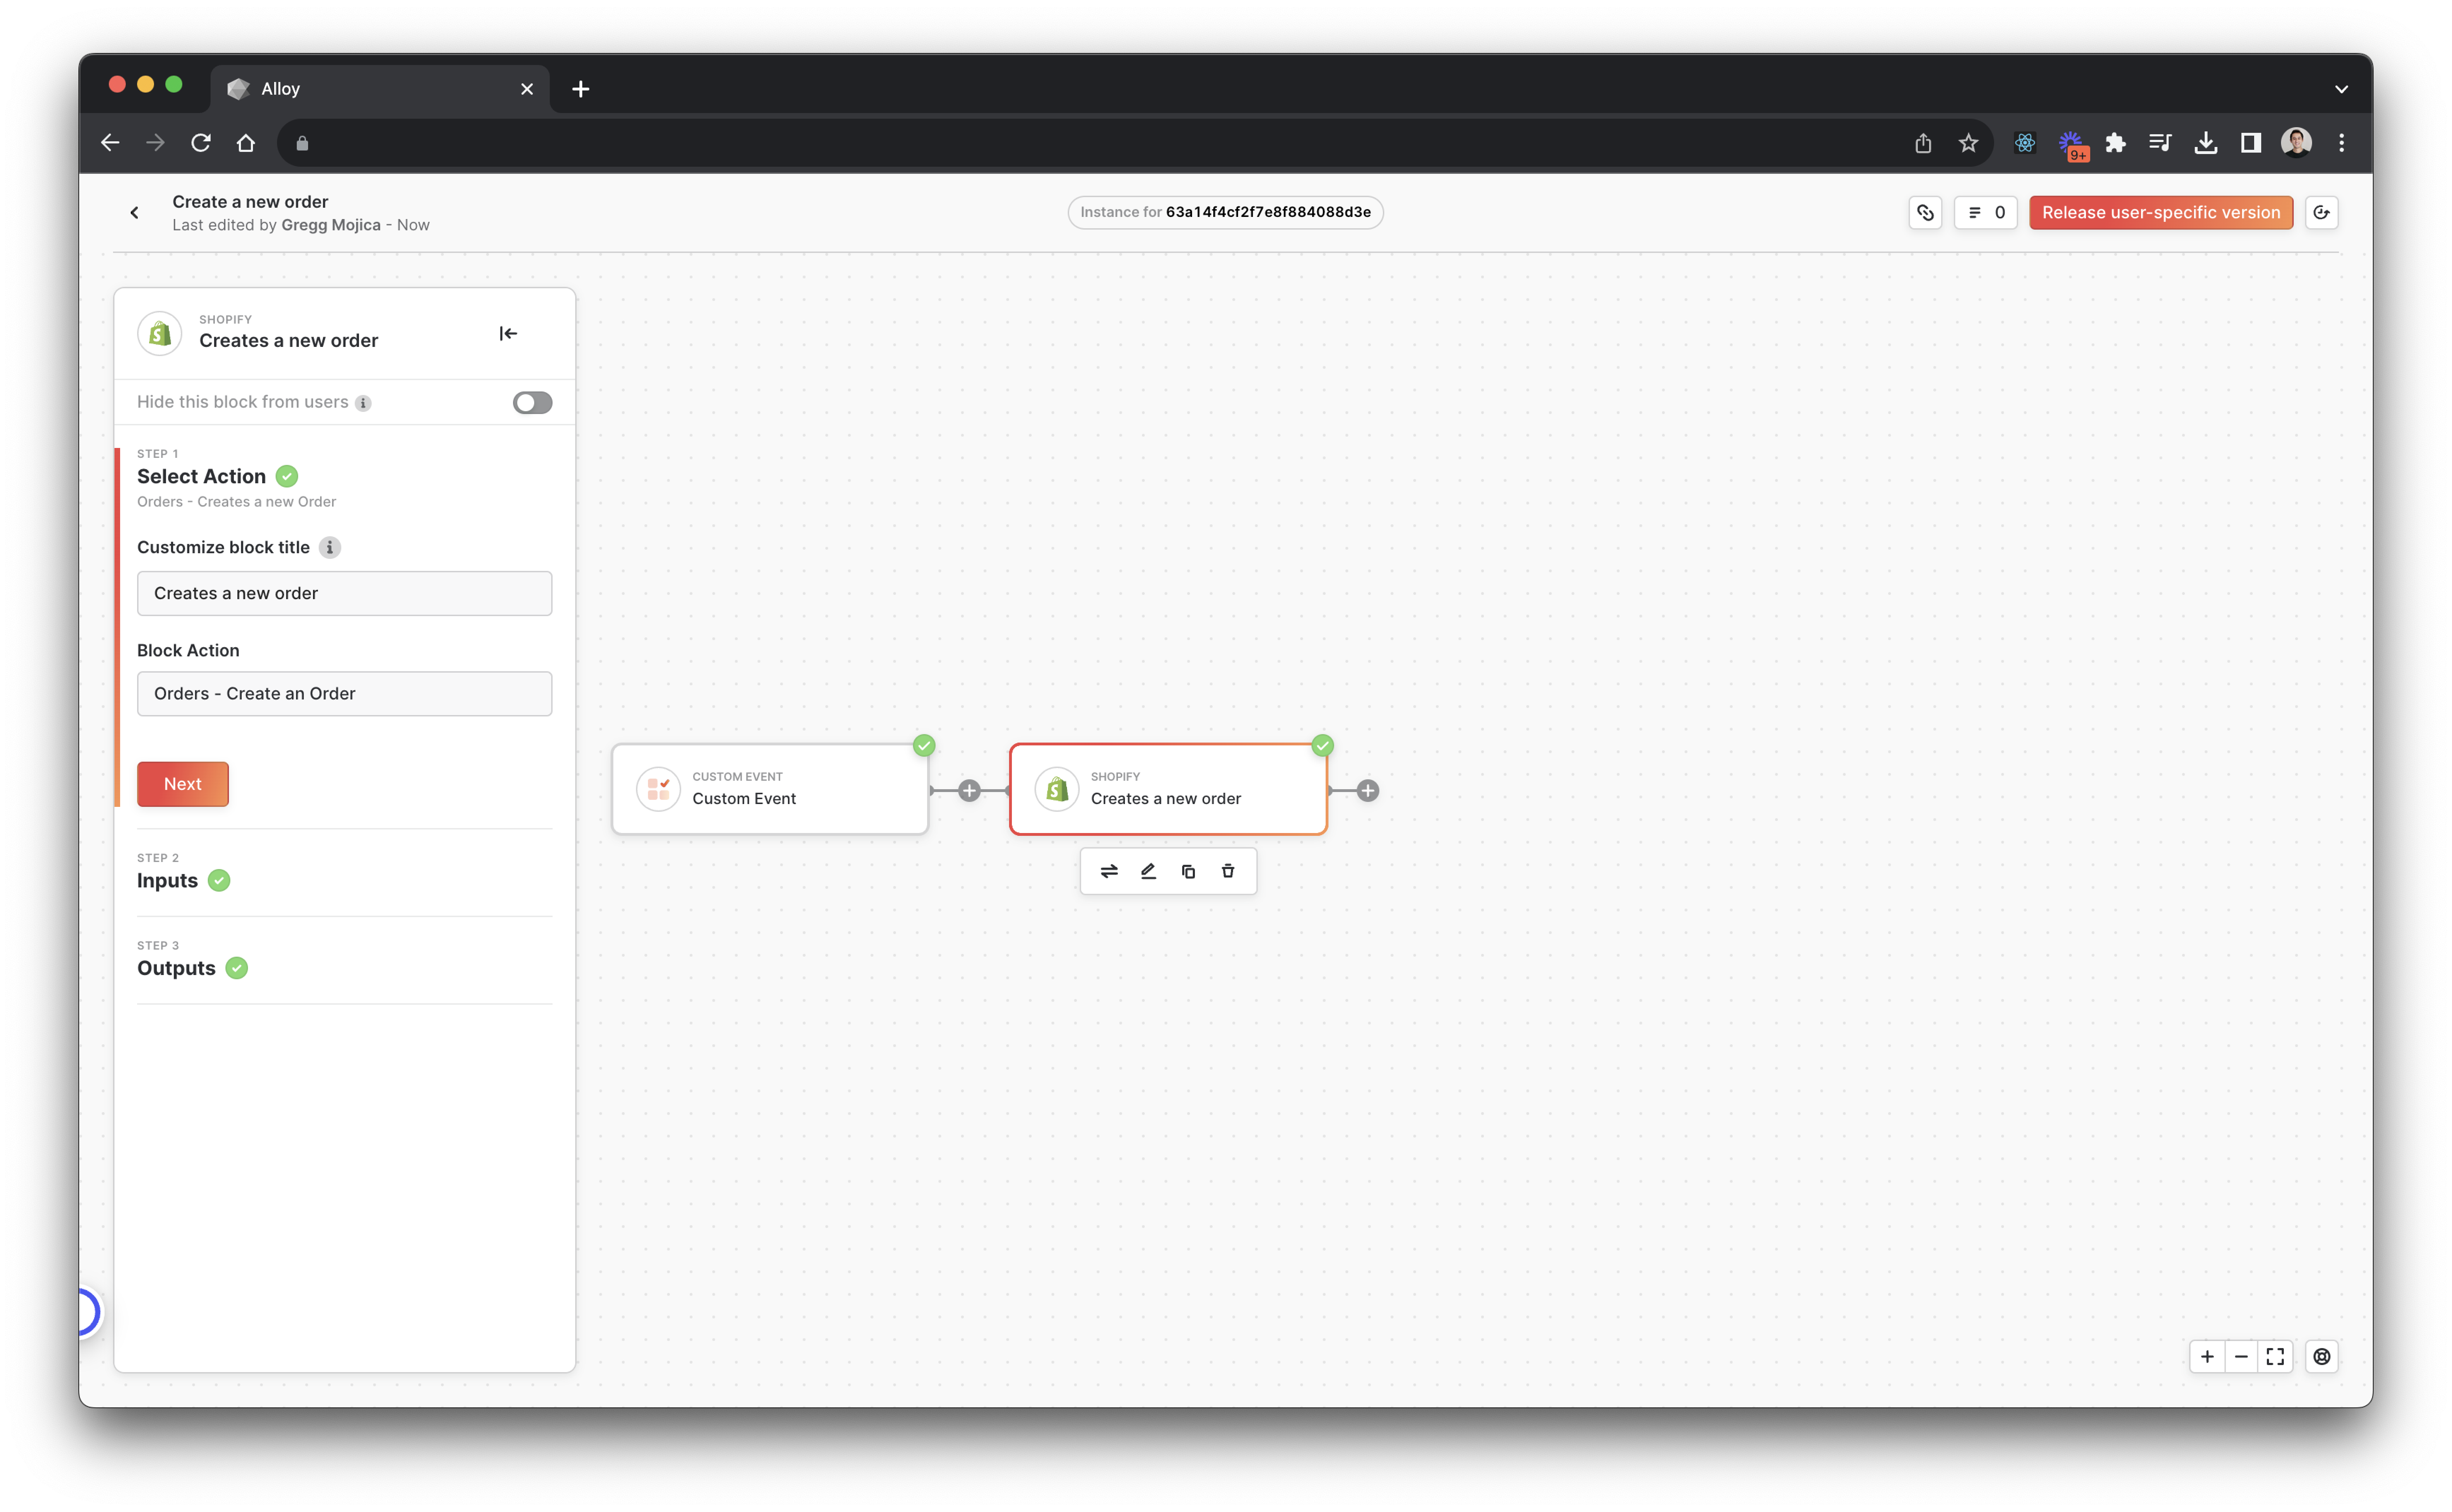 Alloy
9+
Create a new order
Last edited by Gregg Mojica - Now
Instance for 63a14f4cf2f7e8f884088d3e
0
Release user-specific version
SHOPIFY
Creates a new order
Hide this block from users
STEP 1
Select Action
Orders - Creates a new Order
Customize block title
Creates a new order
Block Action
Orders - Create an Order
Next
STEP 2
Inputs
STEP 3
Outputs
CUSTOM EVENT
Custom Event
SHOPIFY
Creates a new order